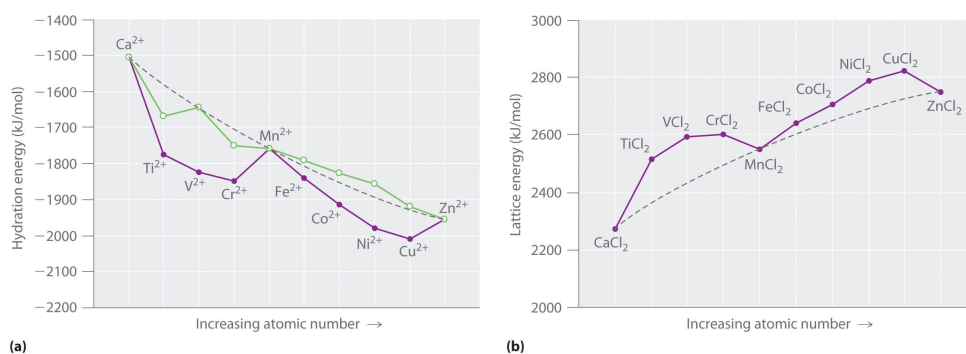 −1400
−1500
−1600
−1700
−1800
−1900
−2000
−2100
−2200
Hydration energy (kJ/mol)
Ca²⁺
Ti²⁺
V²⁺
Cr²⁺
Mn²⁺
Fe²⁺
Co²⁺
Ni²⁺
Cu²⁺
Zn²⁺
Increasing atomic number →
(a)
3000
2800
2600
2400
2200
2000
Lattice energy (kJ/mol)
CaCl₂
TiCl₂
VCl₂
CrCl₂
MnCl₂
FeCl₂
CoCl₂
NiCl₂
CuCl₂
ZnCl₂
Increasing atomic number →
(b)